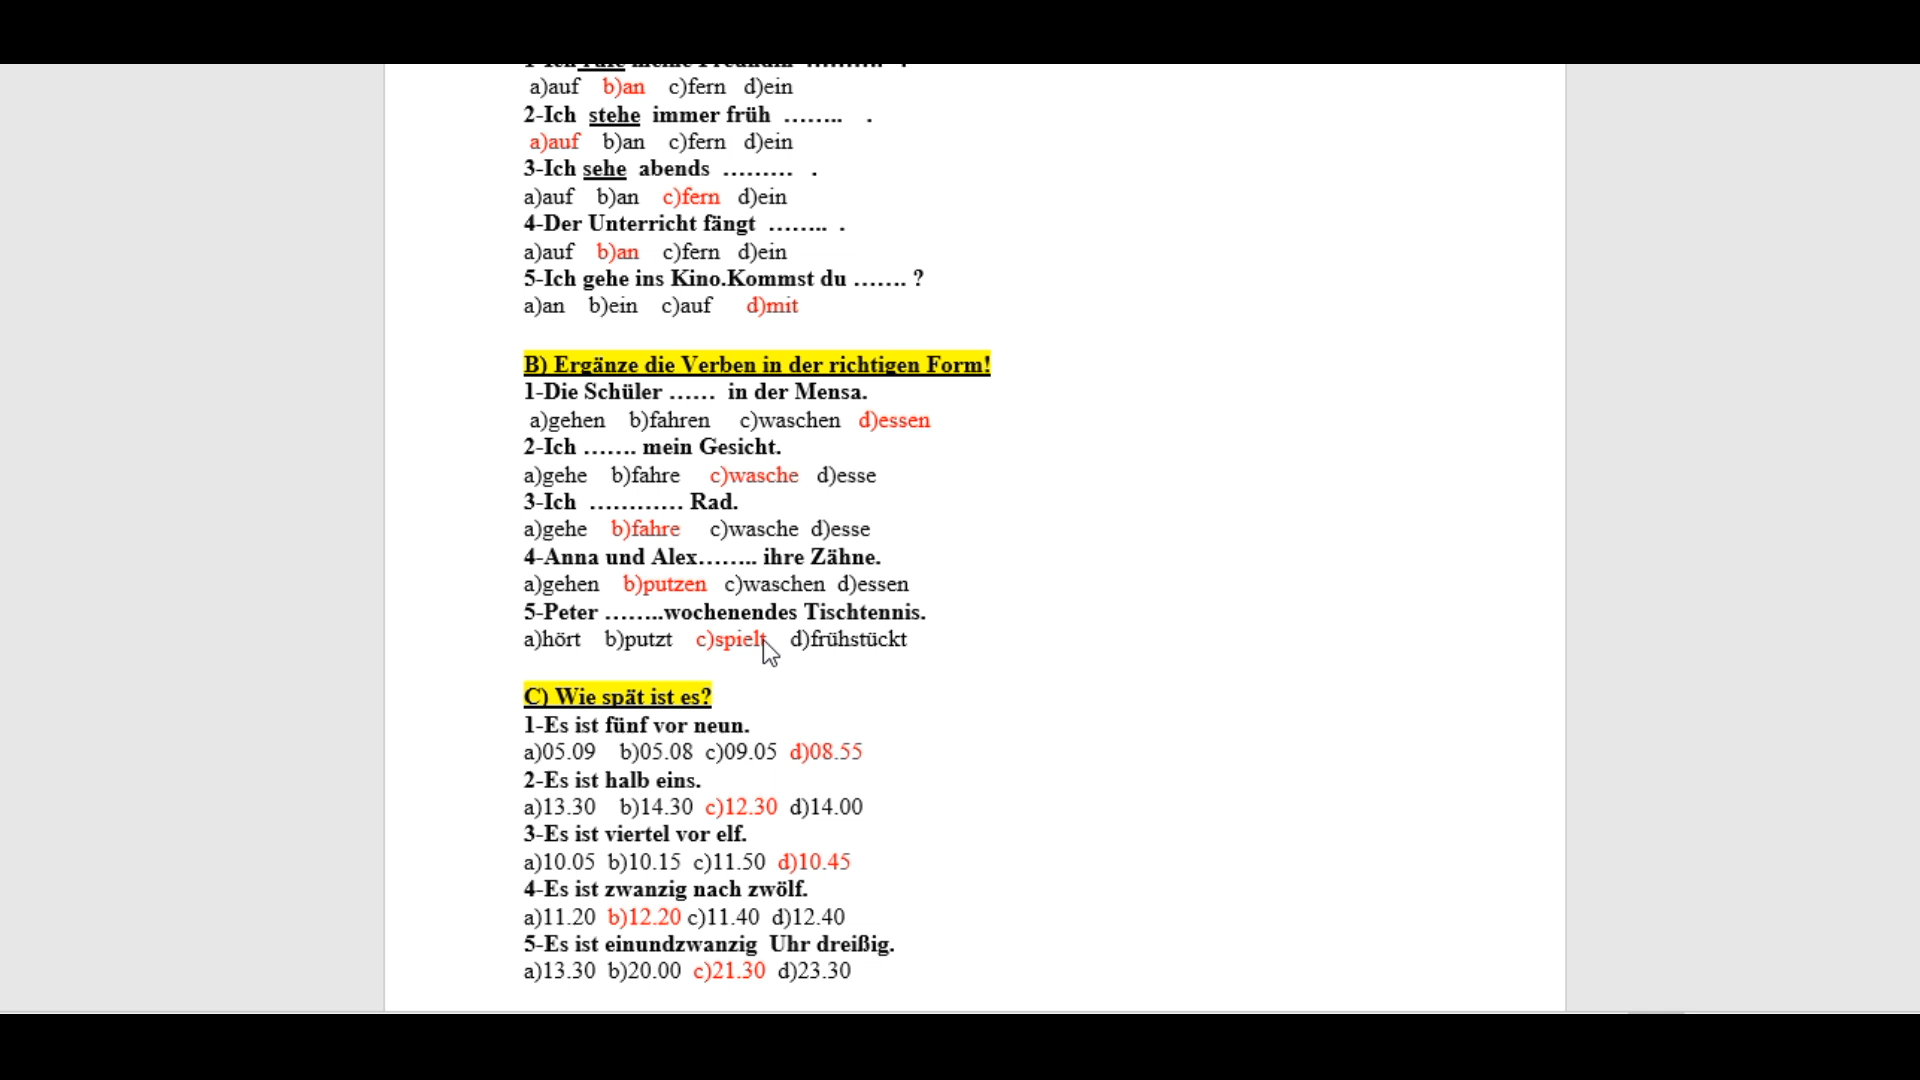 1-Ich rufe meine Freundin ………. .
a)auf b)an c)fern d)ein
2-Ich stehe immer früh …….. .
a)auf b)an c)fern d)ein
3-Ich sehe abends ……… .
a)auf b)an c)fern d)ein
4-Der Unterricht fängt …….. .
a)auf b)an c)fern d)ein
5-Ich gehe ins Kino.Kommst du ……. ?
a)an b)ein c)auf d)mit
B) Ergänze die Verben in der richtigen Form!
1-Die Schüler …… in der Mensa.
a)gehen b)fahren c)waschen d)essen
2-Ich ……. mein Gesicht.
a)gehe b)fahre c)wasche d)esse
3-Ich ………… Rad.
a)gehe b)fahre c)wasche d)esse
4-Anna und Alex…….. ihre Zähne.
a)gehen b)putzen c)waschen d)essen
5-Peter ……..wochenendes Tischtennis.
a)hört b)putzt c)spielt d)frühstückt
C) Wie spät ist es?
1-Es ist fünf vor neun.
a)05.09 b)05.08 c)09.05 d)08.55
2-Es ist halb eins.
a)13.30 b)14.30 c)12.30 d)14.00
3-Es ist viertel vor elf.
a)10.05 b)10.15 c)11.50 d)10.45
4-Es ist zwanzig nach zwölf.
a)11.20 b)12.20 c)11.40 d)12.40
5-Es ist einundzwanzig Uhr dreißig.
a)13.30 b)20.00 c)21.30 d)23.30